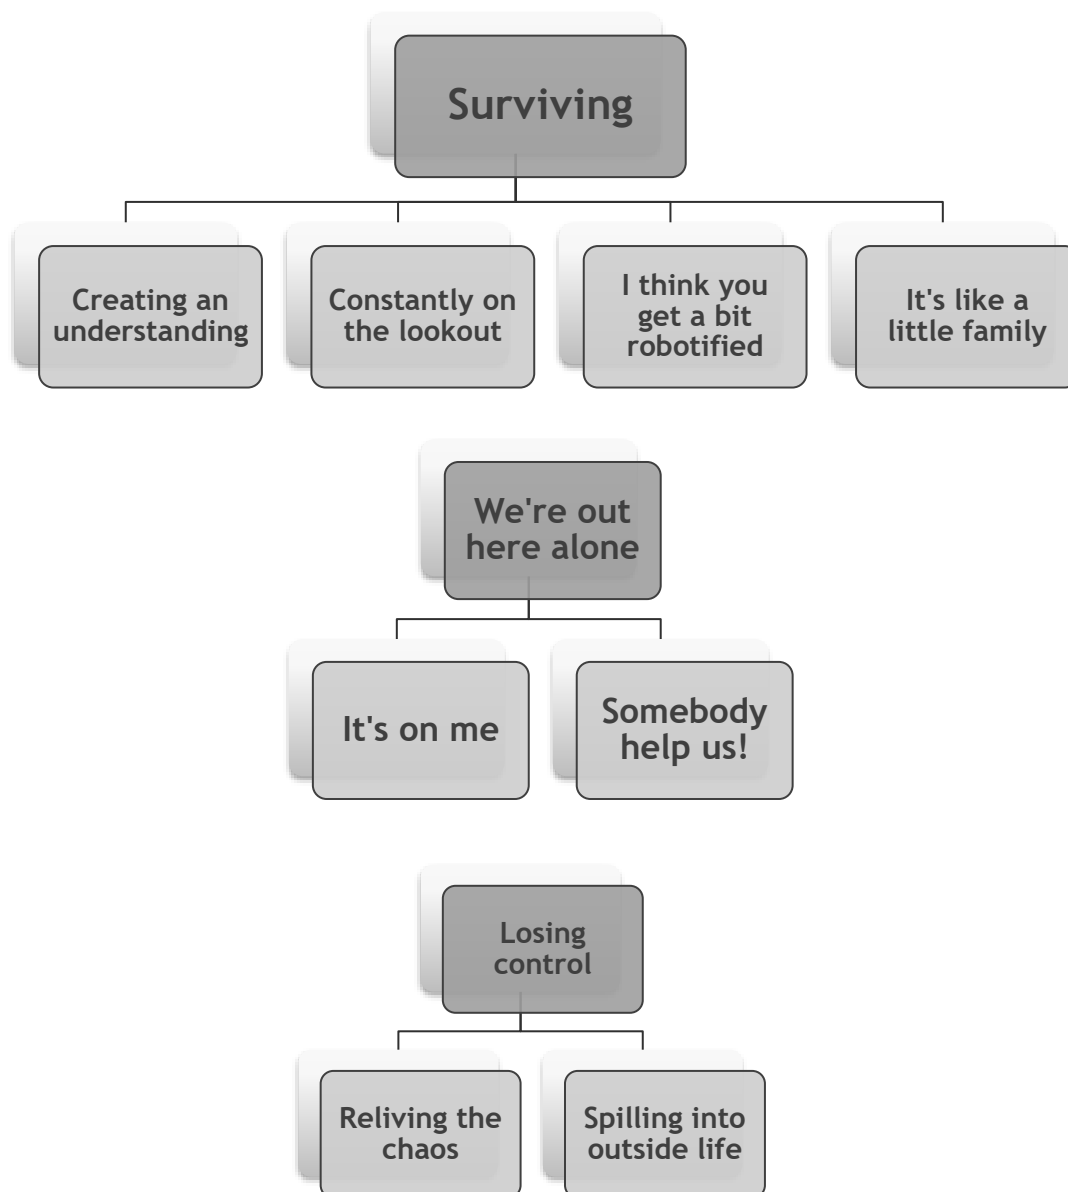 Surviving
Creating an
understanding
Constantly on
the lookout
I think you
get a bit
robotified
It's like a
little family
We're out
here alone
It's on me
Somebody
help us!
Losing
control
Reliving the
chaos
Spilling into
outside life